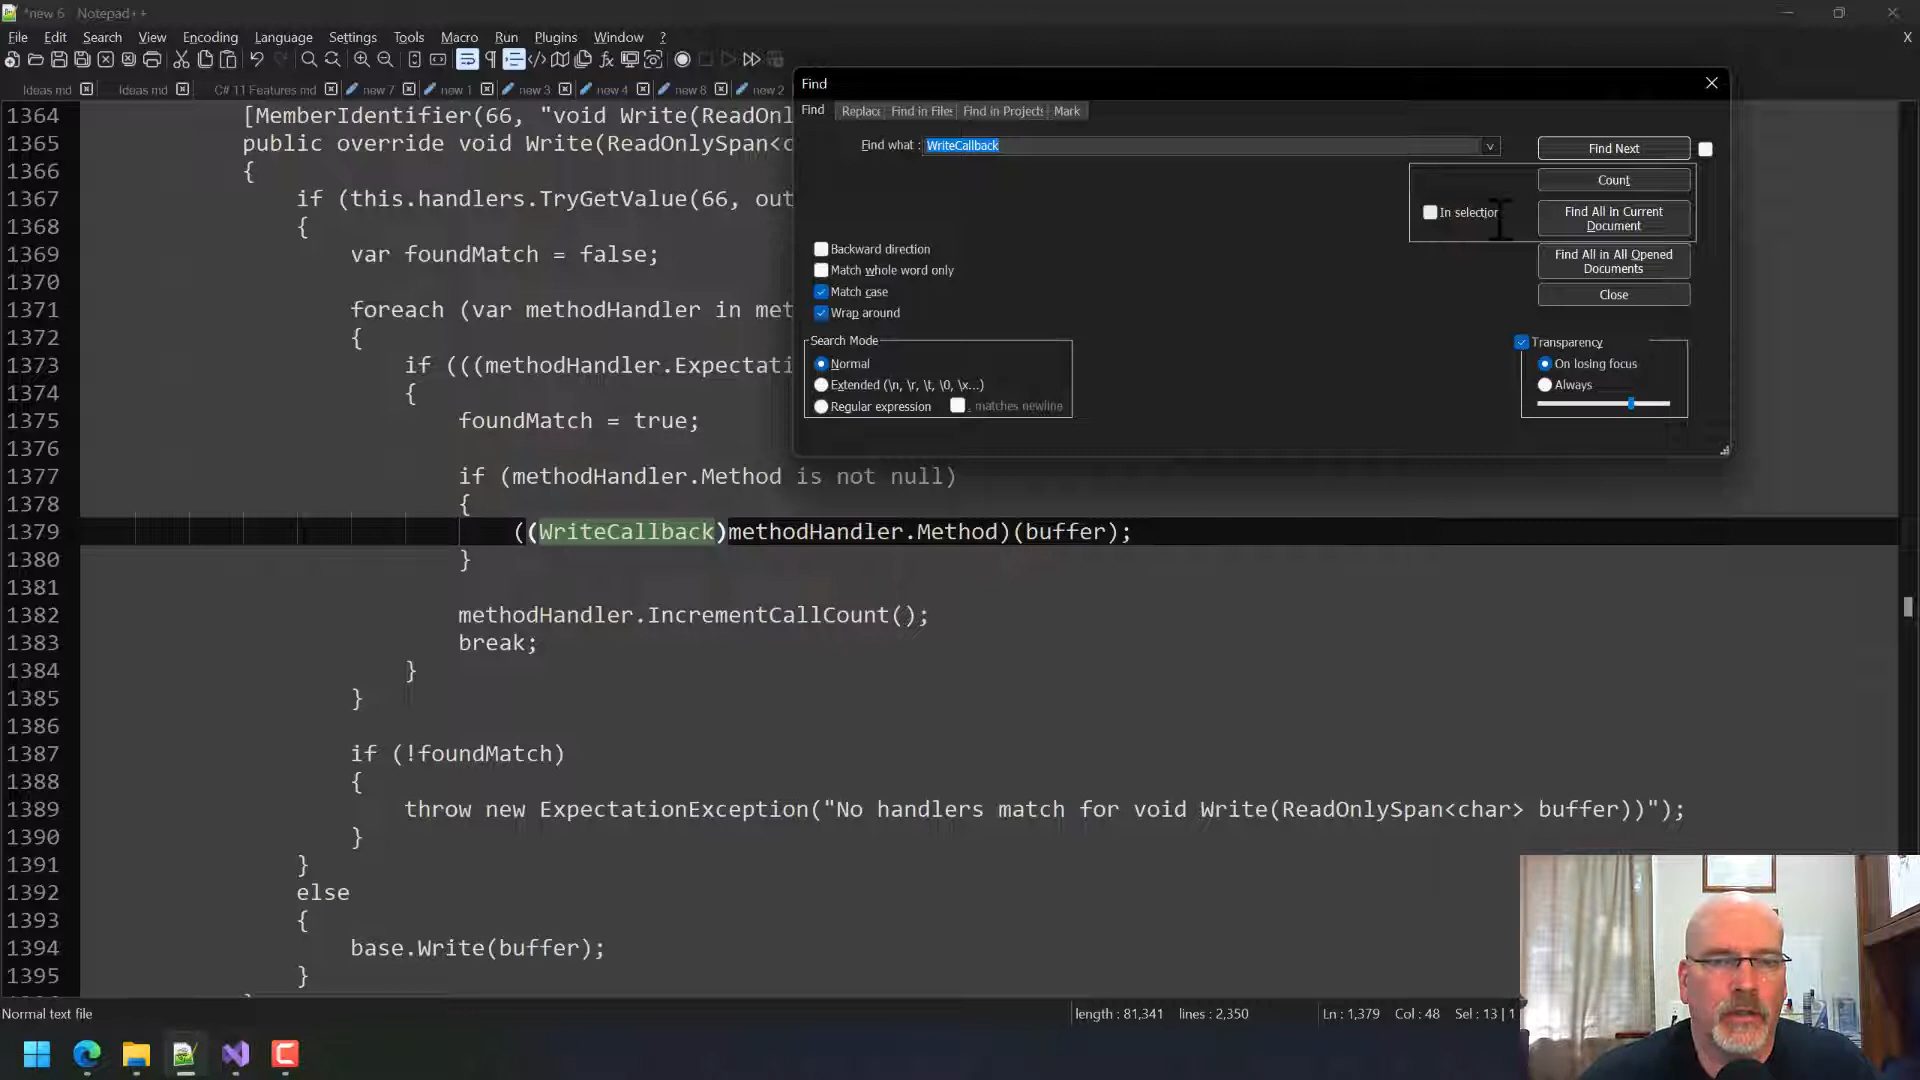 *new 6 - Notepad++
File Edit Search View Encoding Language Settings Tools Macro Run Plugins Window ? X
Ideas md Ideas md C# 11 Features md new 7 new 1 new 3 new 4 new 8 new 2
Find
Find Replace Find in Files Find in Projects Mark
Find what : WriteCallback
Find Next
Count
In selection
Find All in Current
Document
Find All in All Opened
Documents
Close
Backward direction
Match whole word only
Match case
Wrap around
Search Mode
Normal
Extended (\n, \r, \t, \0, \x...)
Regular expression . matches newline
Transparency
On losing focus
Always
1364 [MemberIdentifier(66, "void Write(ReadOnl
1365 public override void Write(ReadOnlySpan<c
1366 {
1367 if (this.handlers.TryGetValue(66, out
1368 {
1369 var foundMatch = false;
1370
1371 foreach (var methodHandler in met
1372 {
1373 if (((methodHandler.Expectati
1374 {
1375 foundMatch = true;
1376
1377 if (methodHandler.Method is not null)
1378 {
1379 ((WriteCallback)methodHandler.Method)(buffer);
1380 }
1381
1382 methodHandler.IncrementCallCount();
1383 break;
1384 }
1385 }
1386
1387 if (!foundMatch)
1388 {
1389 throw new ExpectationException("No handlers match for void Write(ReadOnlySpan<char> buffer))");
1390 }
1391 }
1392 else
1393 {
1394 base.Write(buffer);
1395 }
Normal text file length : 81,341 lines : 2,350 Ln : 1,379 Col : 48 Sel : 13 | 1